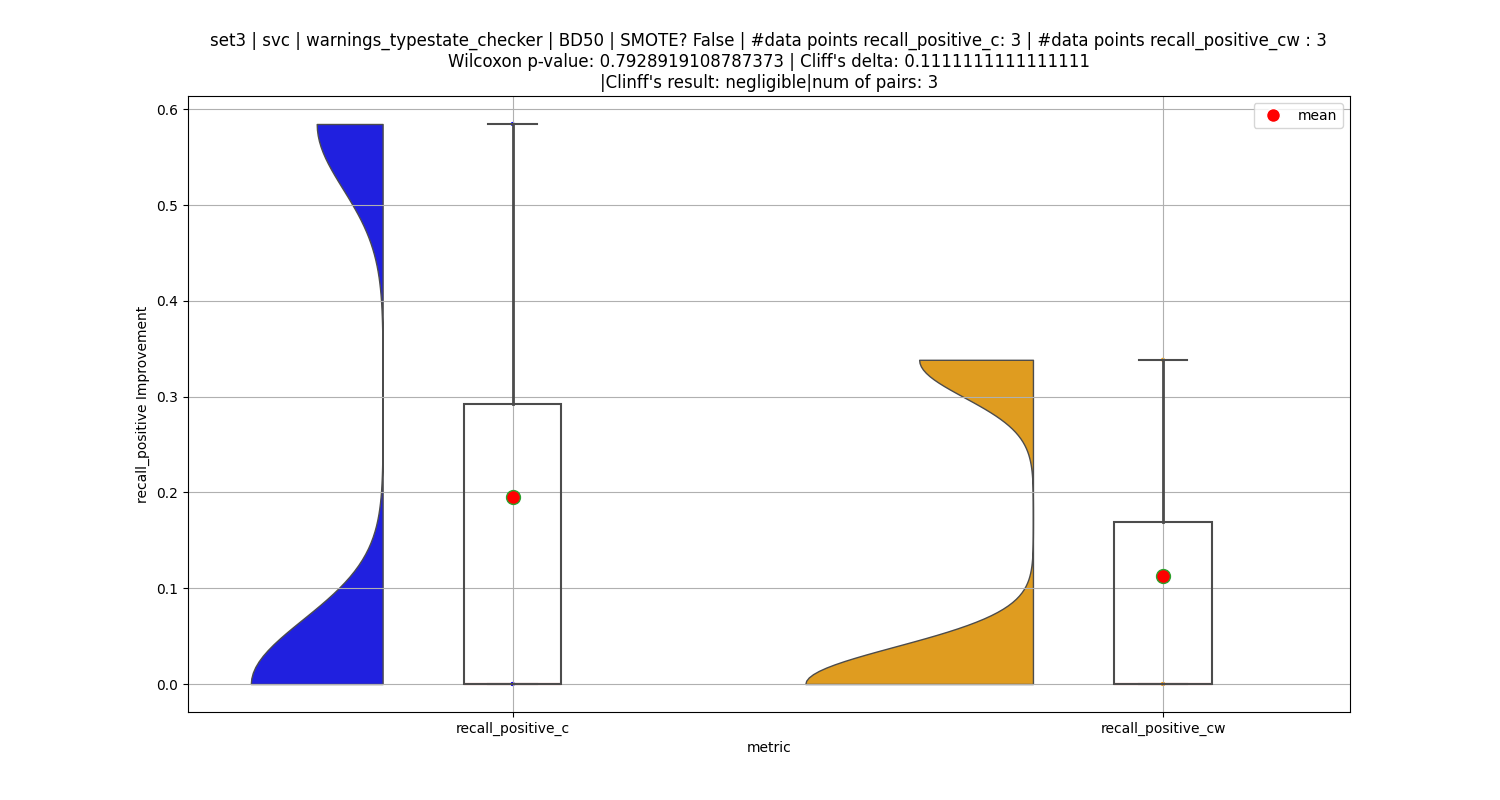 set3 | svc | warnings_typestate_checker | BD50 | SMOTE? False | #data points recall_positive_c: 3 | #data points recall_positive_cw : 3
Wilcoxon p-value: 0.7928919108787373 | Cliff's delta: 0.1111111111111111
|Clinff's result: negligible|num of pairs: 3
mean
0.6
0.5
0.4
0.3
0.2
0.1
0.0
recall_positive Improvement
recall_positive_c
recall_positive_cw
metric